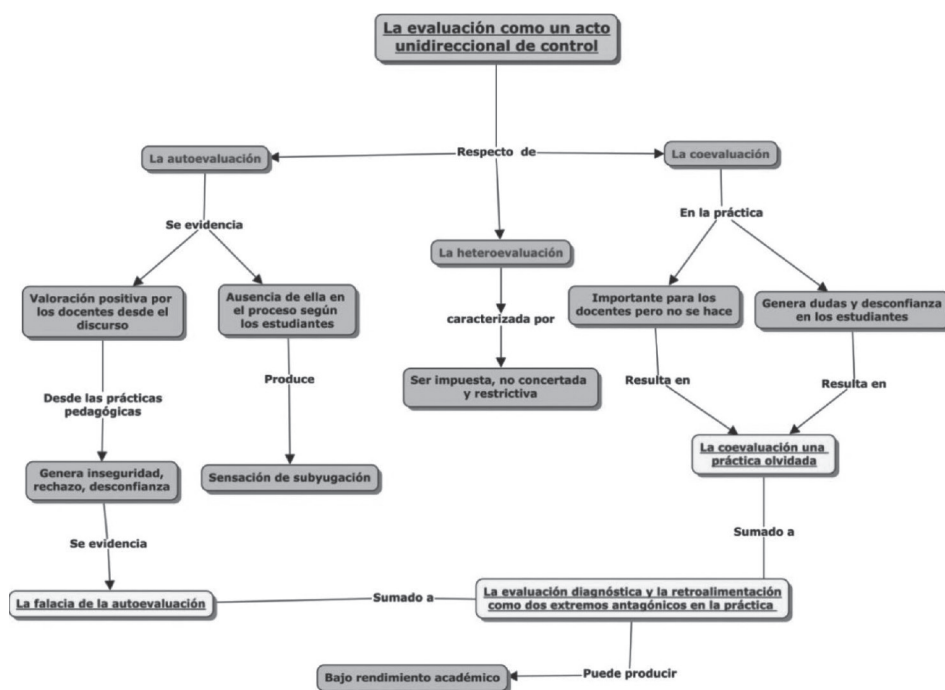 La evaluación como un acto
unidireccional de control
Respecto de
La autoevaluación
La coevaluación
Se evidencia
En la práctica
La heteroevaluación
Valoración positiva por
los docentes desde el
discurso
Ausencia de ella en
el proceso según
los estudiantes
Importante para los
docentes pero no se hace
Genera dudas y desconfianza
en los estudiantes
caracterizada por
Desde las prácticas
pedagógicas
Produce
Ser impuesta, no concertada
y restrictiva
Resulta en
Resulta en
La coevaluación una
práctica olvidada
Genera inseguridad,
rechazo, desconfianza
Sensación de subyugación
Se evidencia
Sumado a
La falacia de la autoevaluación
Sumado a
La evaluación diagnóstica y la retroalimentación
como dos extremos antagónicos en la práctica
Puede producir
Bajo rendimiento académico